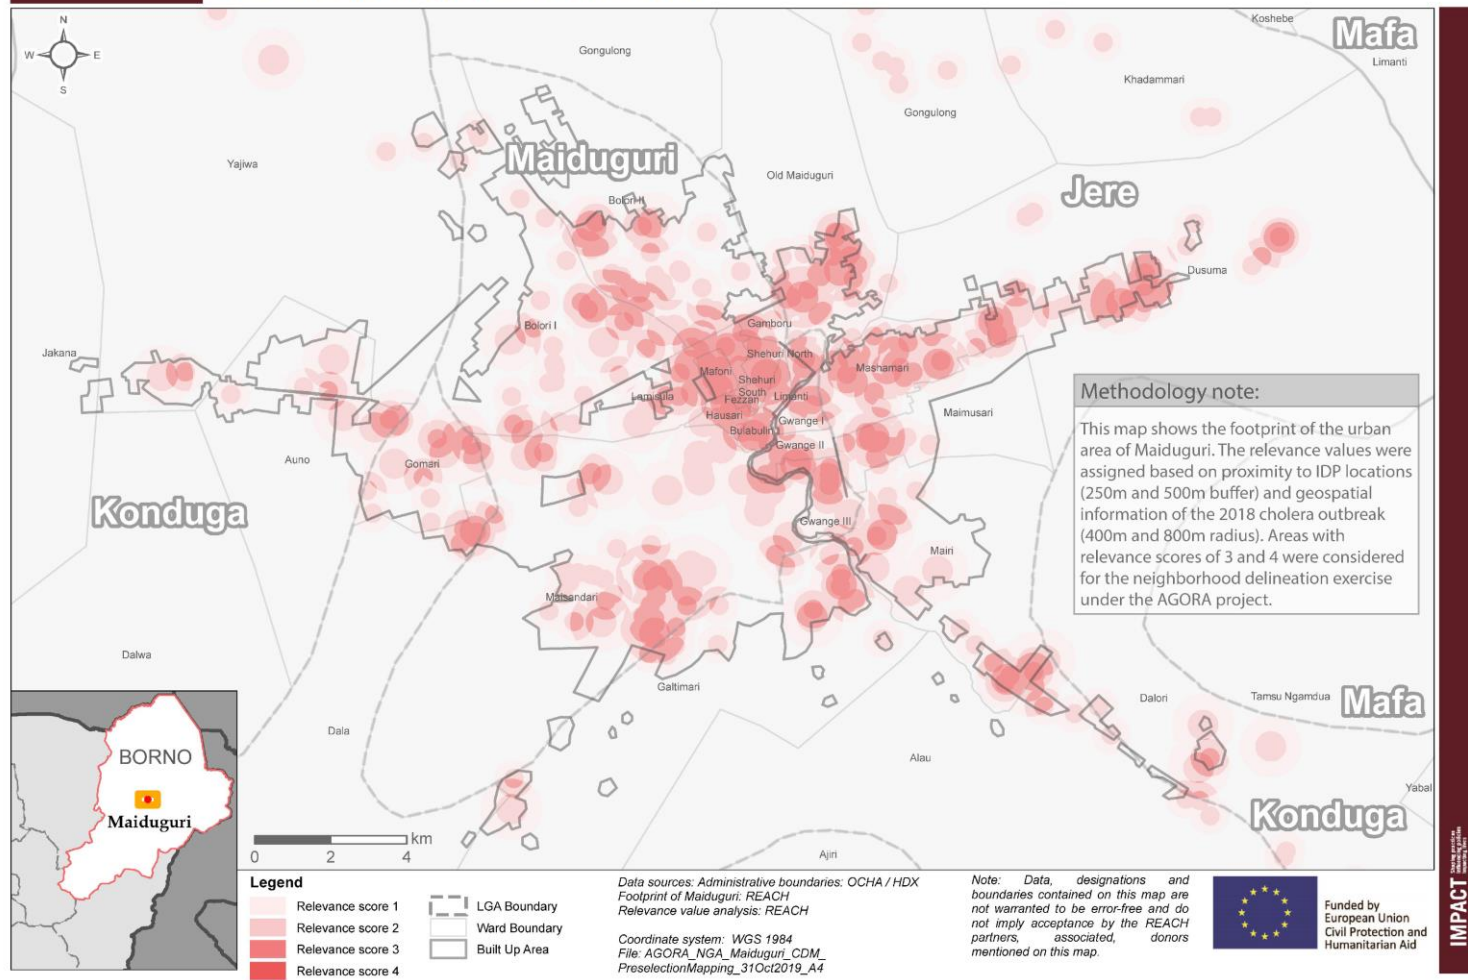 N
W
E
S
Gongulong
Koshebe
Mafa
Limanti
Khadammari
Gongulong
Yajiwa
Maiduguri
Old Maiduguri
Jere
Bolori II
Dusuma
Gamboru
Bolori I
Shehuri North
Jakana
Mafoni
Mashamari
Shehuri
South
Lamisula
Fezzan
Limanti
Hausari
Gwange I
Maimusari
Bulabulin
Gwange II
Auno
Gomari
Konduga
Gwange III
Mairi
Maisandari
Methodology note:
This map shows the footprint of the urban
area of Maiduguri. The relevance values were
assigned based on proximity to IDP locations
(250m and 500m buffer) and geospatial
information of the 2018 cholera outbreak
(400m and 800m radius). Areas with
relevance scores of 3 and 4 were considered
for the neighborhood delineation exercise
under the AGORA project.
Dalwa
Galtimari
Dalori
Tamsu Ngamdua
Mafa
Dala
Alau
Yabal
Konduga
Ajiri
BORNO
Maiduguri
km
0
2
4
Legend
Relevance score 1
Relevance score 2
Relevance score 3
Relevance score 4
LGA Boundary
Ward Boundary
Built Up Area
Data sources: Administrative boundaries: OCHA / HDX
Footprint of Maiduguri: REACH
Relevance value analysis: REACH
Coordinate system: WGS 1984
File: AGORA_NGA_Maiduguri_CDM_
PreselectionMapping_31Oct2019_A4
Note: Data, designations and
boundaries contained on this map are
not warranted to be error-free and do
not imply acceptance by the REACH
partners, associated, donors
mentioned on this map.
Funded by
European Union
Civil Protection and
Humanitarian Aid
IMPACT
Shaping practices
Influencing policies
Impacting lives